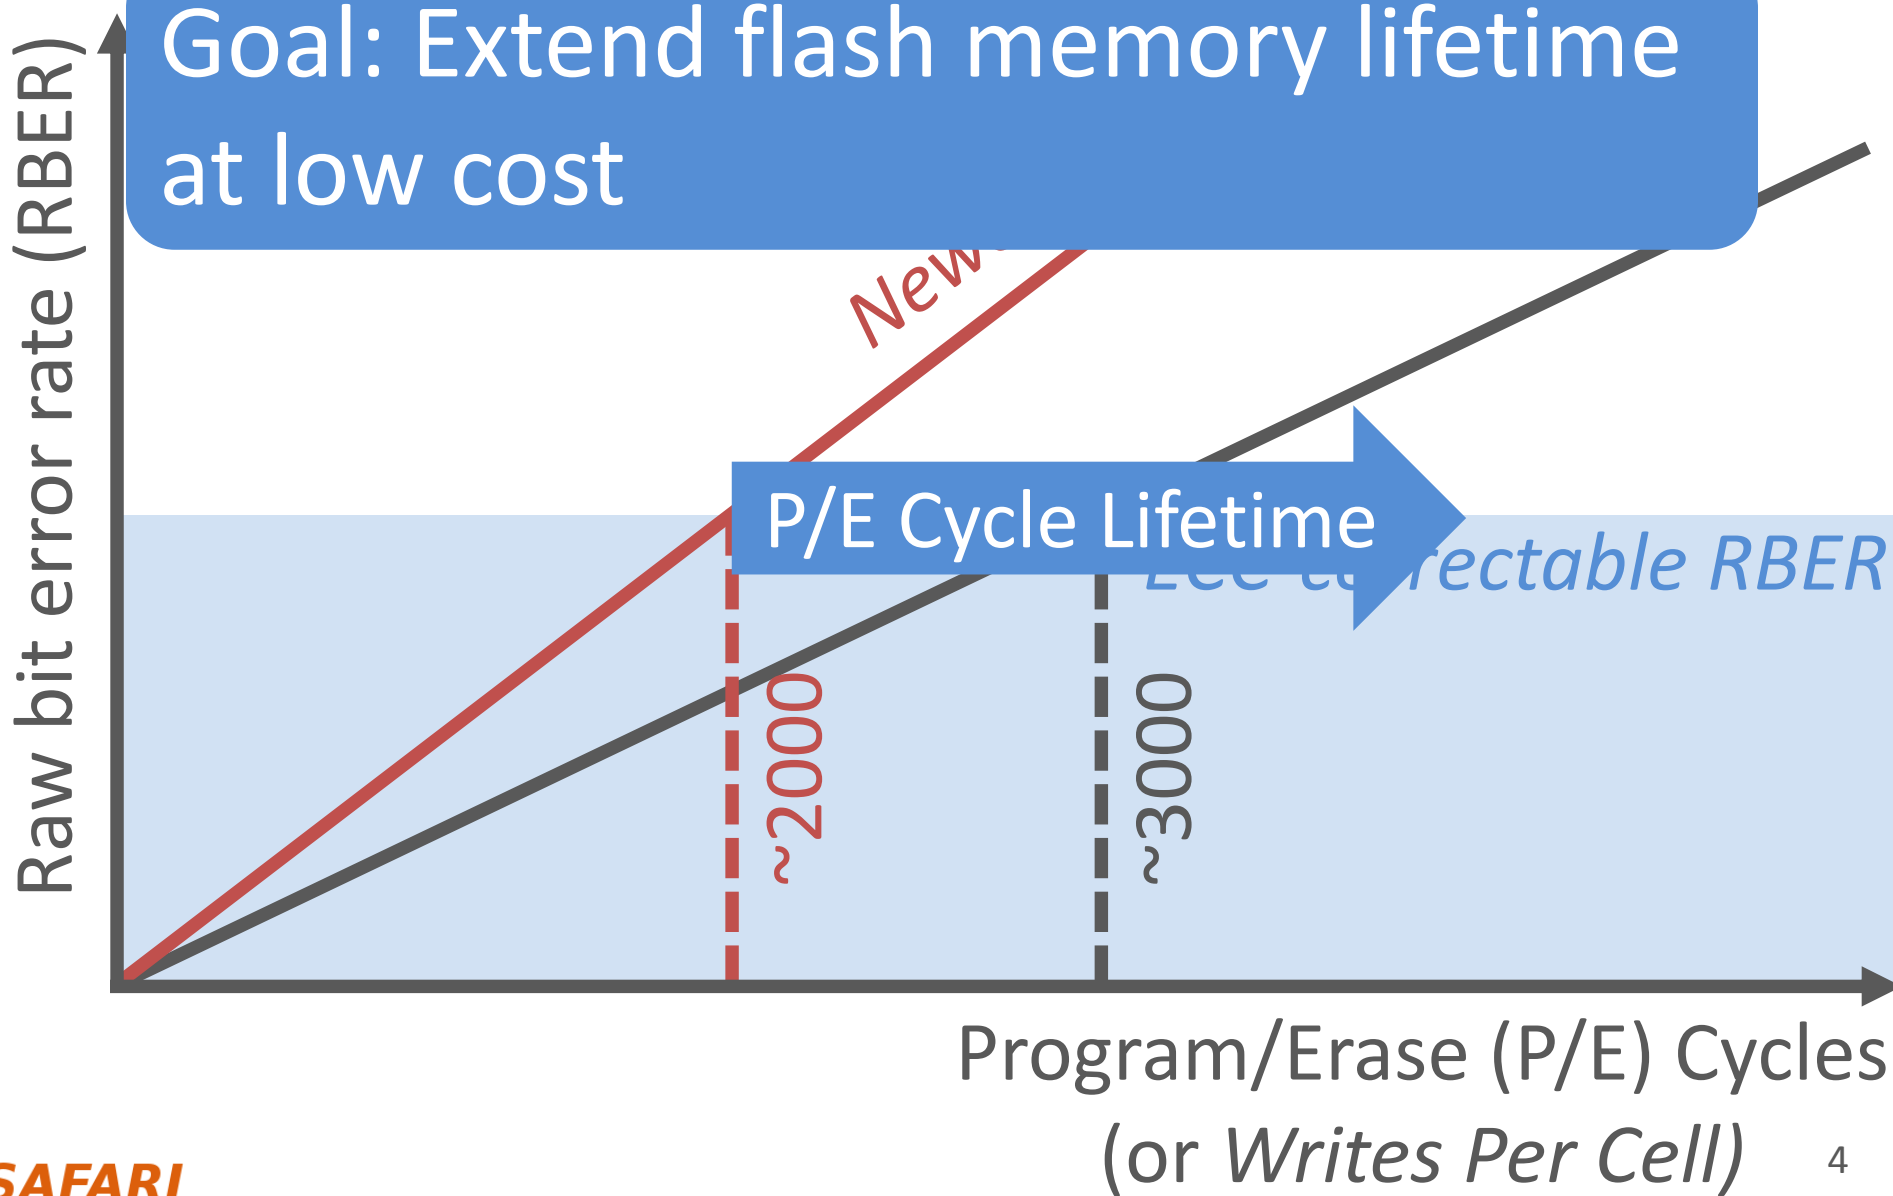 Goal: Extend flash memory lifetime
at low cost
Raw bit error rate (RBER)
New
P/E Cycle Lifetime
RBER
~2000
~3000
Program/Erase (P/E) Cycles
(or Writes Per Cell)
4
SAFARI